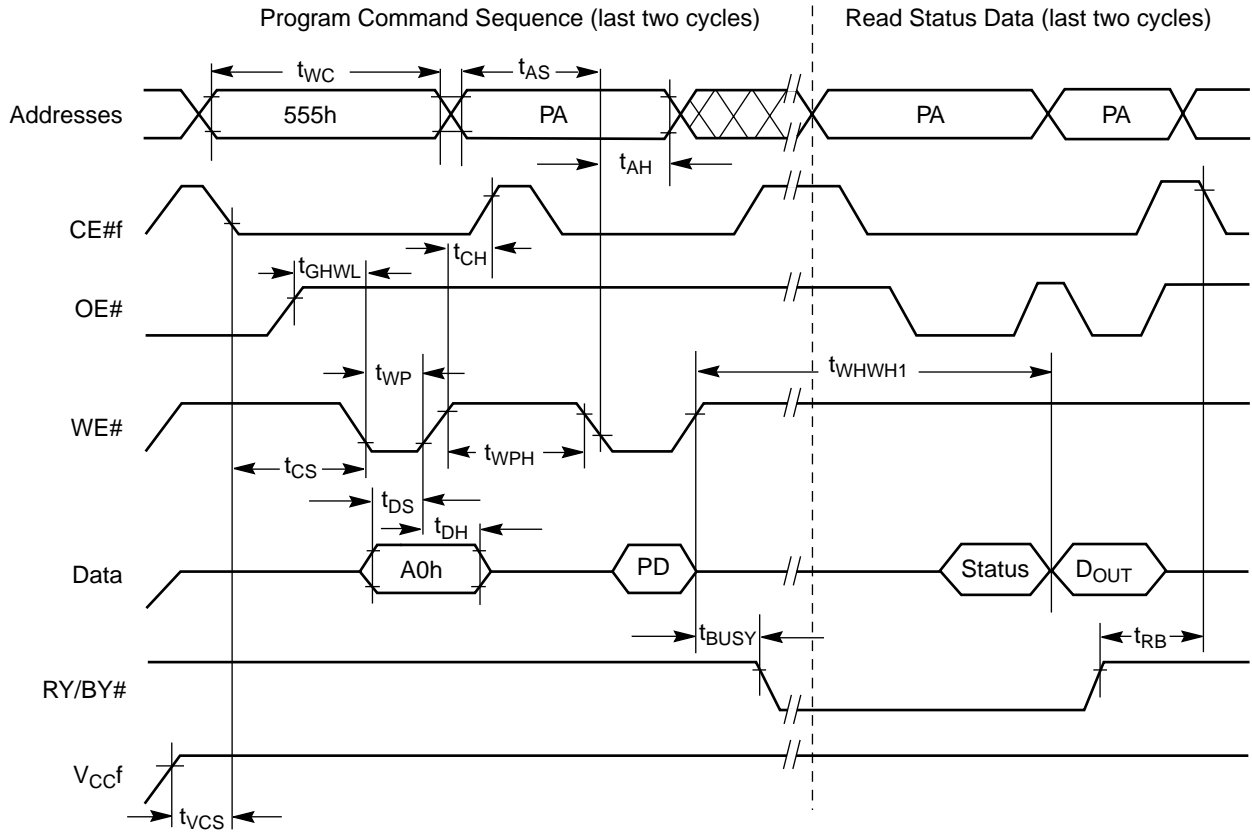 Program Command Sequence (last two cycles)
Read Status Data (last two cycles)
tWC
tAS
Addresses
555h
PA
PA
PA
tAH
CE#f
tCH
tGHWL
OE#
tWP
tWHWH1
WE#
tWPH
tCS
tDS
tDH
Data
A0h
PD
Status
DOUT
tBUSY
tRB
RY/BY#
VCCf
tVCS